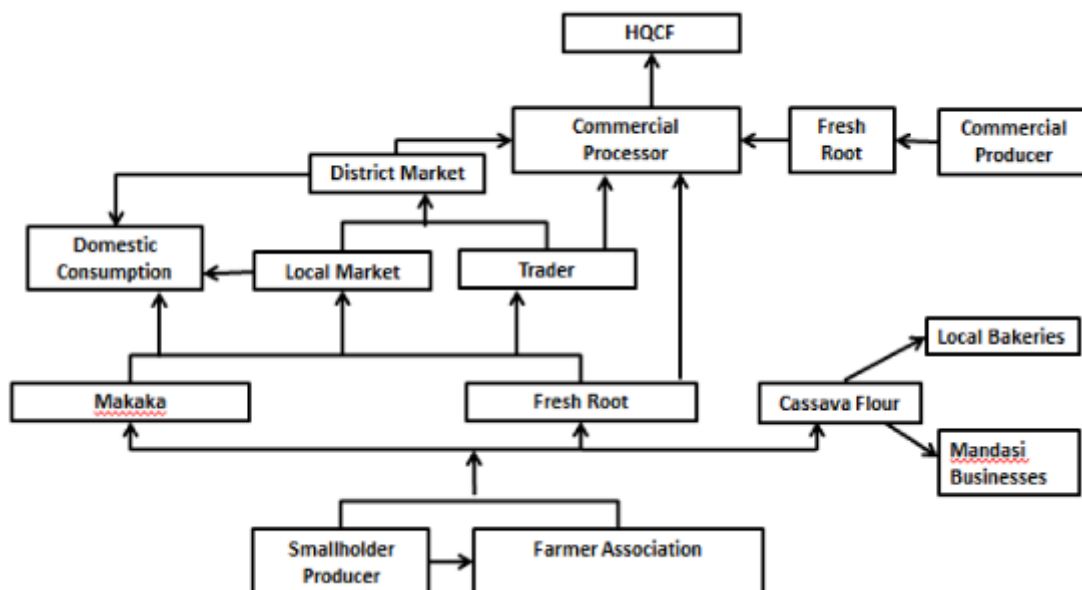 HQCF
Commercial
Processor
Fresh
Root
Commercial
Producer
District Market
Domestic
Consumption
Local Market
Trader
Local Bakeries
Makaka
Fresh Root
Cassava Flour
Mandasi
Businesses
Smallholder
Producer
Farmer Association